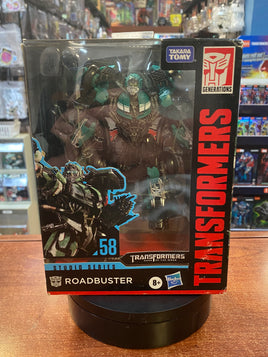 TAKARA
TOMY
GENERATIONS
TRANSFORMERS
58
STUDIO SERIES
TRANSFORMERS
ROADBUSTER
8+
Hasbro